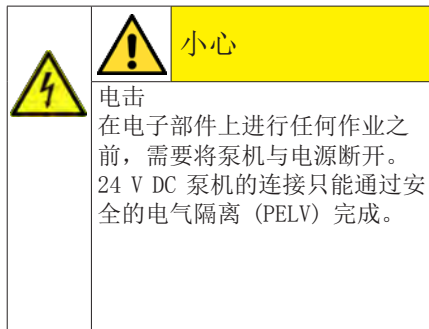 小心
电击
在电子部件上进行任何作业之
前，需要将泵机与电源断开。
24 V DC 泵机的连接只能通过安
全的电气隔离 (PELV) 完成。